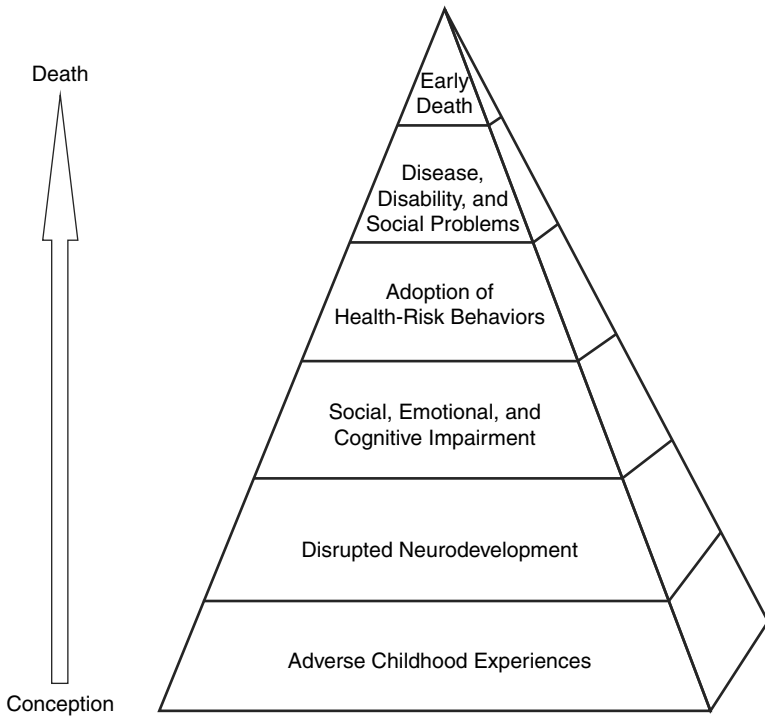 Death
Early
Death
Disease,
Disability, and
Social Problems
Adoption of
Health-Risk Behaviors
Social, Emotional, and
Cognitive Impairment
Disrupted Neurodevelopment
Adverse Childhood Experiences
Conception